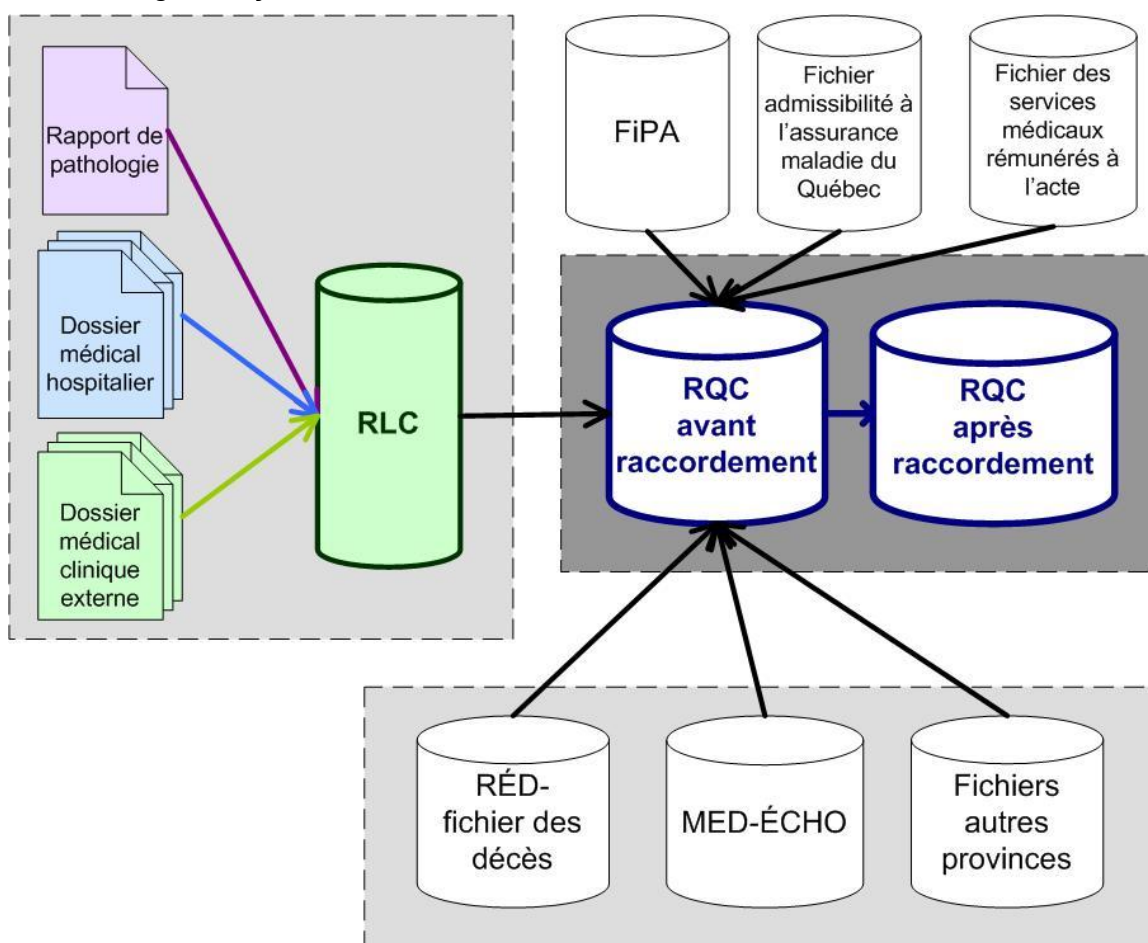 Rapport de
pathologie
Dossier
médical
hospitalier
Dossier
médical
clinique
externe
RLC
FiPA
Fichier
admissibilité à
l'assurance
maladie du
Québec
Fichier des
services
médicaux
rémunérés à
l'acte
RQC
avant
raccordement
RQC
après
raccordement
RÉD-
fichier des
décès
MED-ÉCHO
Fichiers
autres
provinces